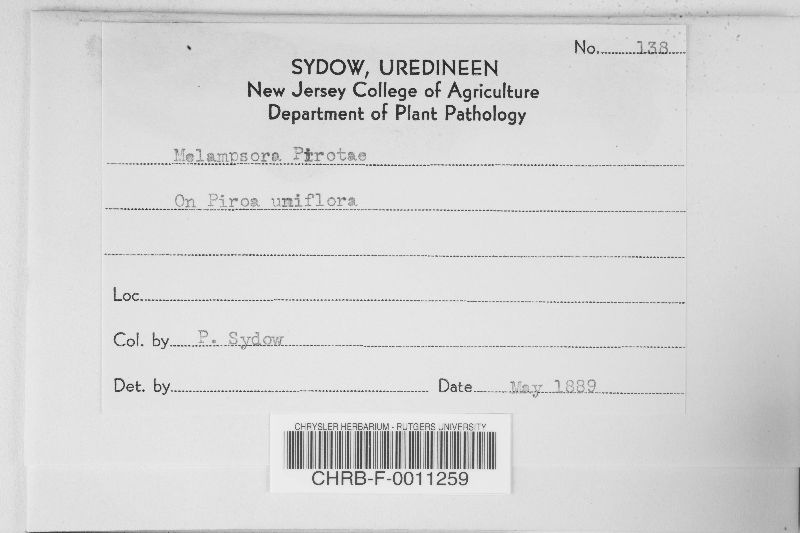 No. 138
SYDOW, UREDINEEN
New Jersey College of Agriculture
Department of Plant Pathology
Melampsora Pirotae
On Piroa uniflora
Loc.
Col. by P. Sydow
Det. by Date May 1889
CHRYSLER HERBARIUM - RUTGERS UNIVERSITY
CHRB-F-0011259